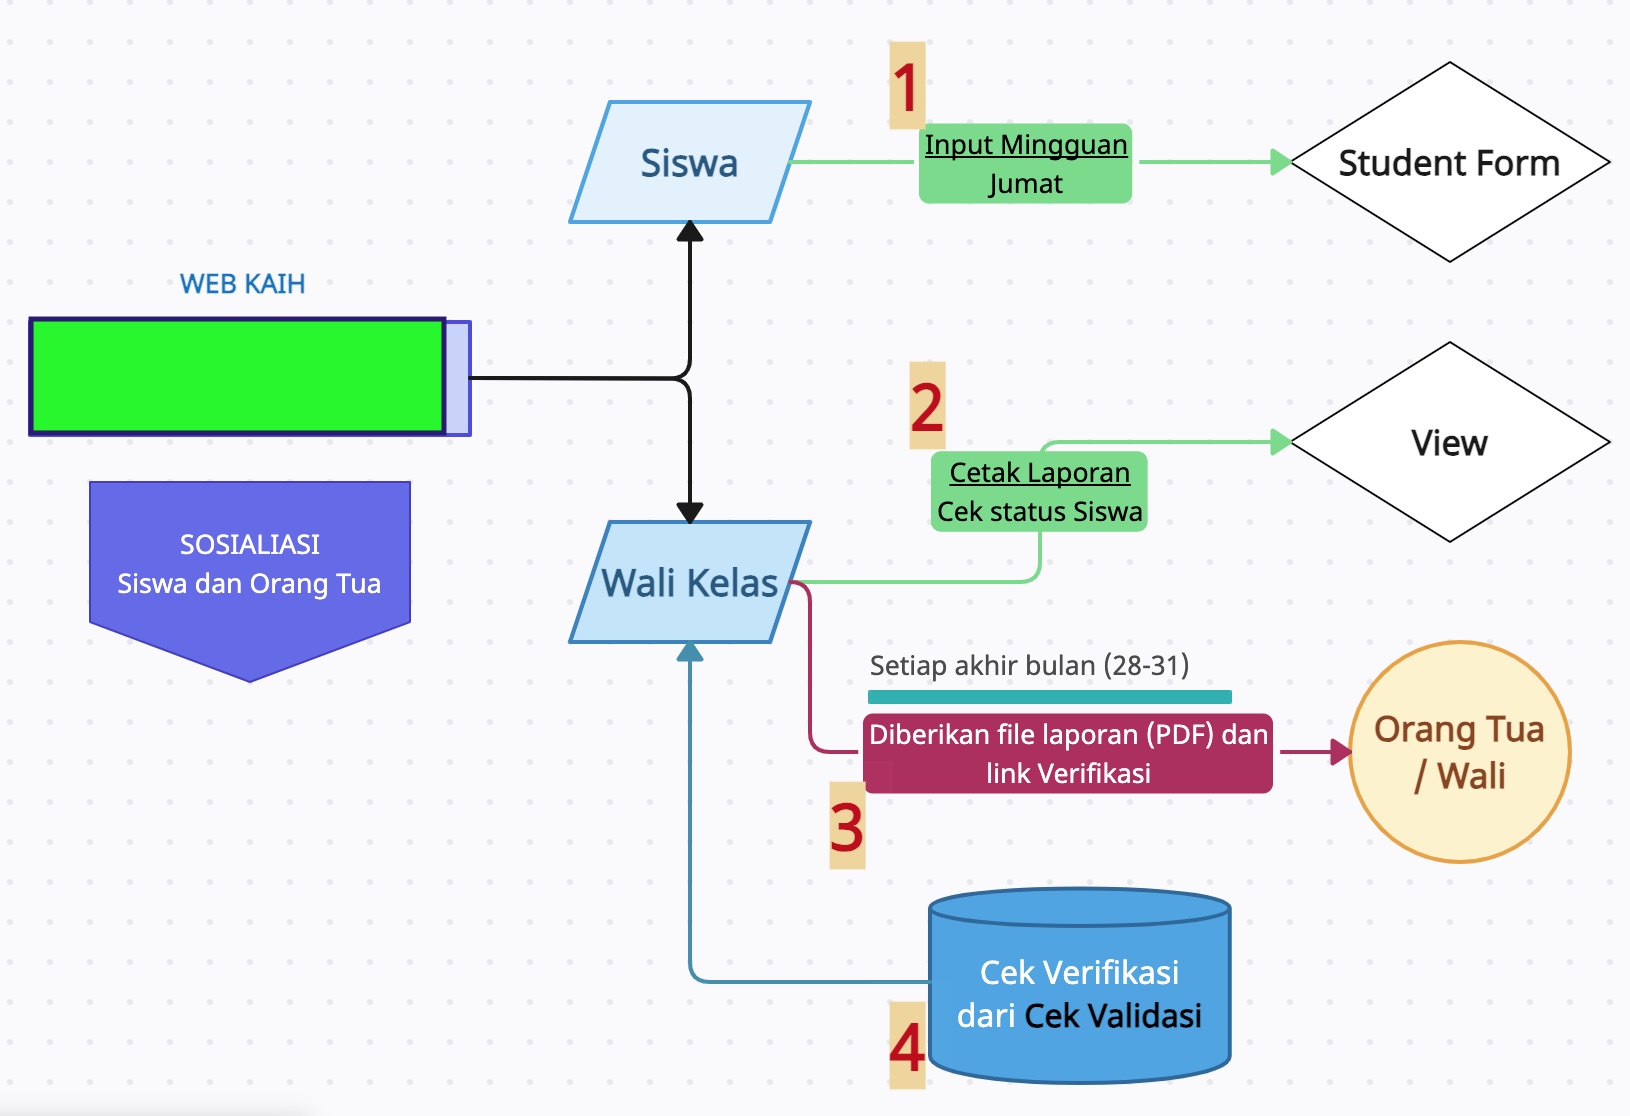 1
Siswa
Input Mingguan
Jumat
Student Form
WEB KAIH
2
Cetak Laporan
Cek status Siswa
View
SOSIALIASI
Siswa dan Orang Tua
Wali Kelas
Setiap akhir bulan (28-31)
Diberikan file laporan (PDF) dan
link Verifikasi
3
Orang Tua
/ Wali
Cek Verifikasi
dari Cek Validasi
4